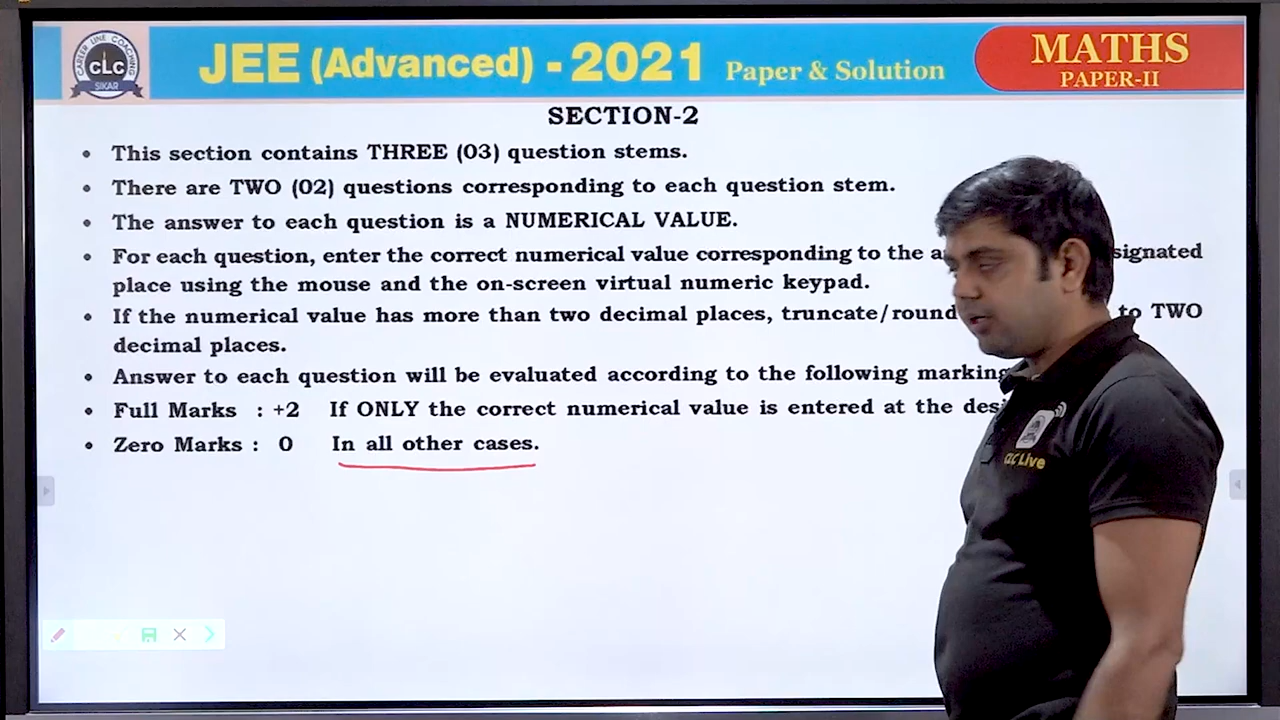 CAREER LINE COACHING
CLC
SIKAR
JEE (Advanced) - 2021 Paper & Solution
MATHS
PAPER-II
SECTION-2
• This section contains THREE (03) question stems.
• There are TWO (02) questions corresponding to each question stem.
• The answer to each question is a NUMERICAL VALUE.
• For each question, enter the correct numerical value corresponding to the a signated
place using the mouse and the on-screen virtual numeric keypad.
• If the numerical value has more than two decimal places, truncate/round to TWO
decimal places.
• Answer to each question will be evaluated according to the following marking
• Full Marks : +2 If ONLY the correct numerical value is entered at the desi
• Zero Marks : 0 In all other cases.
CLC Live